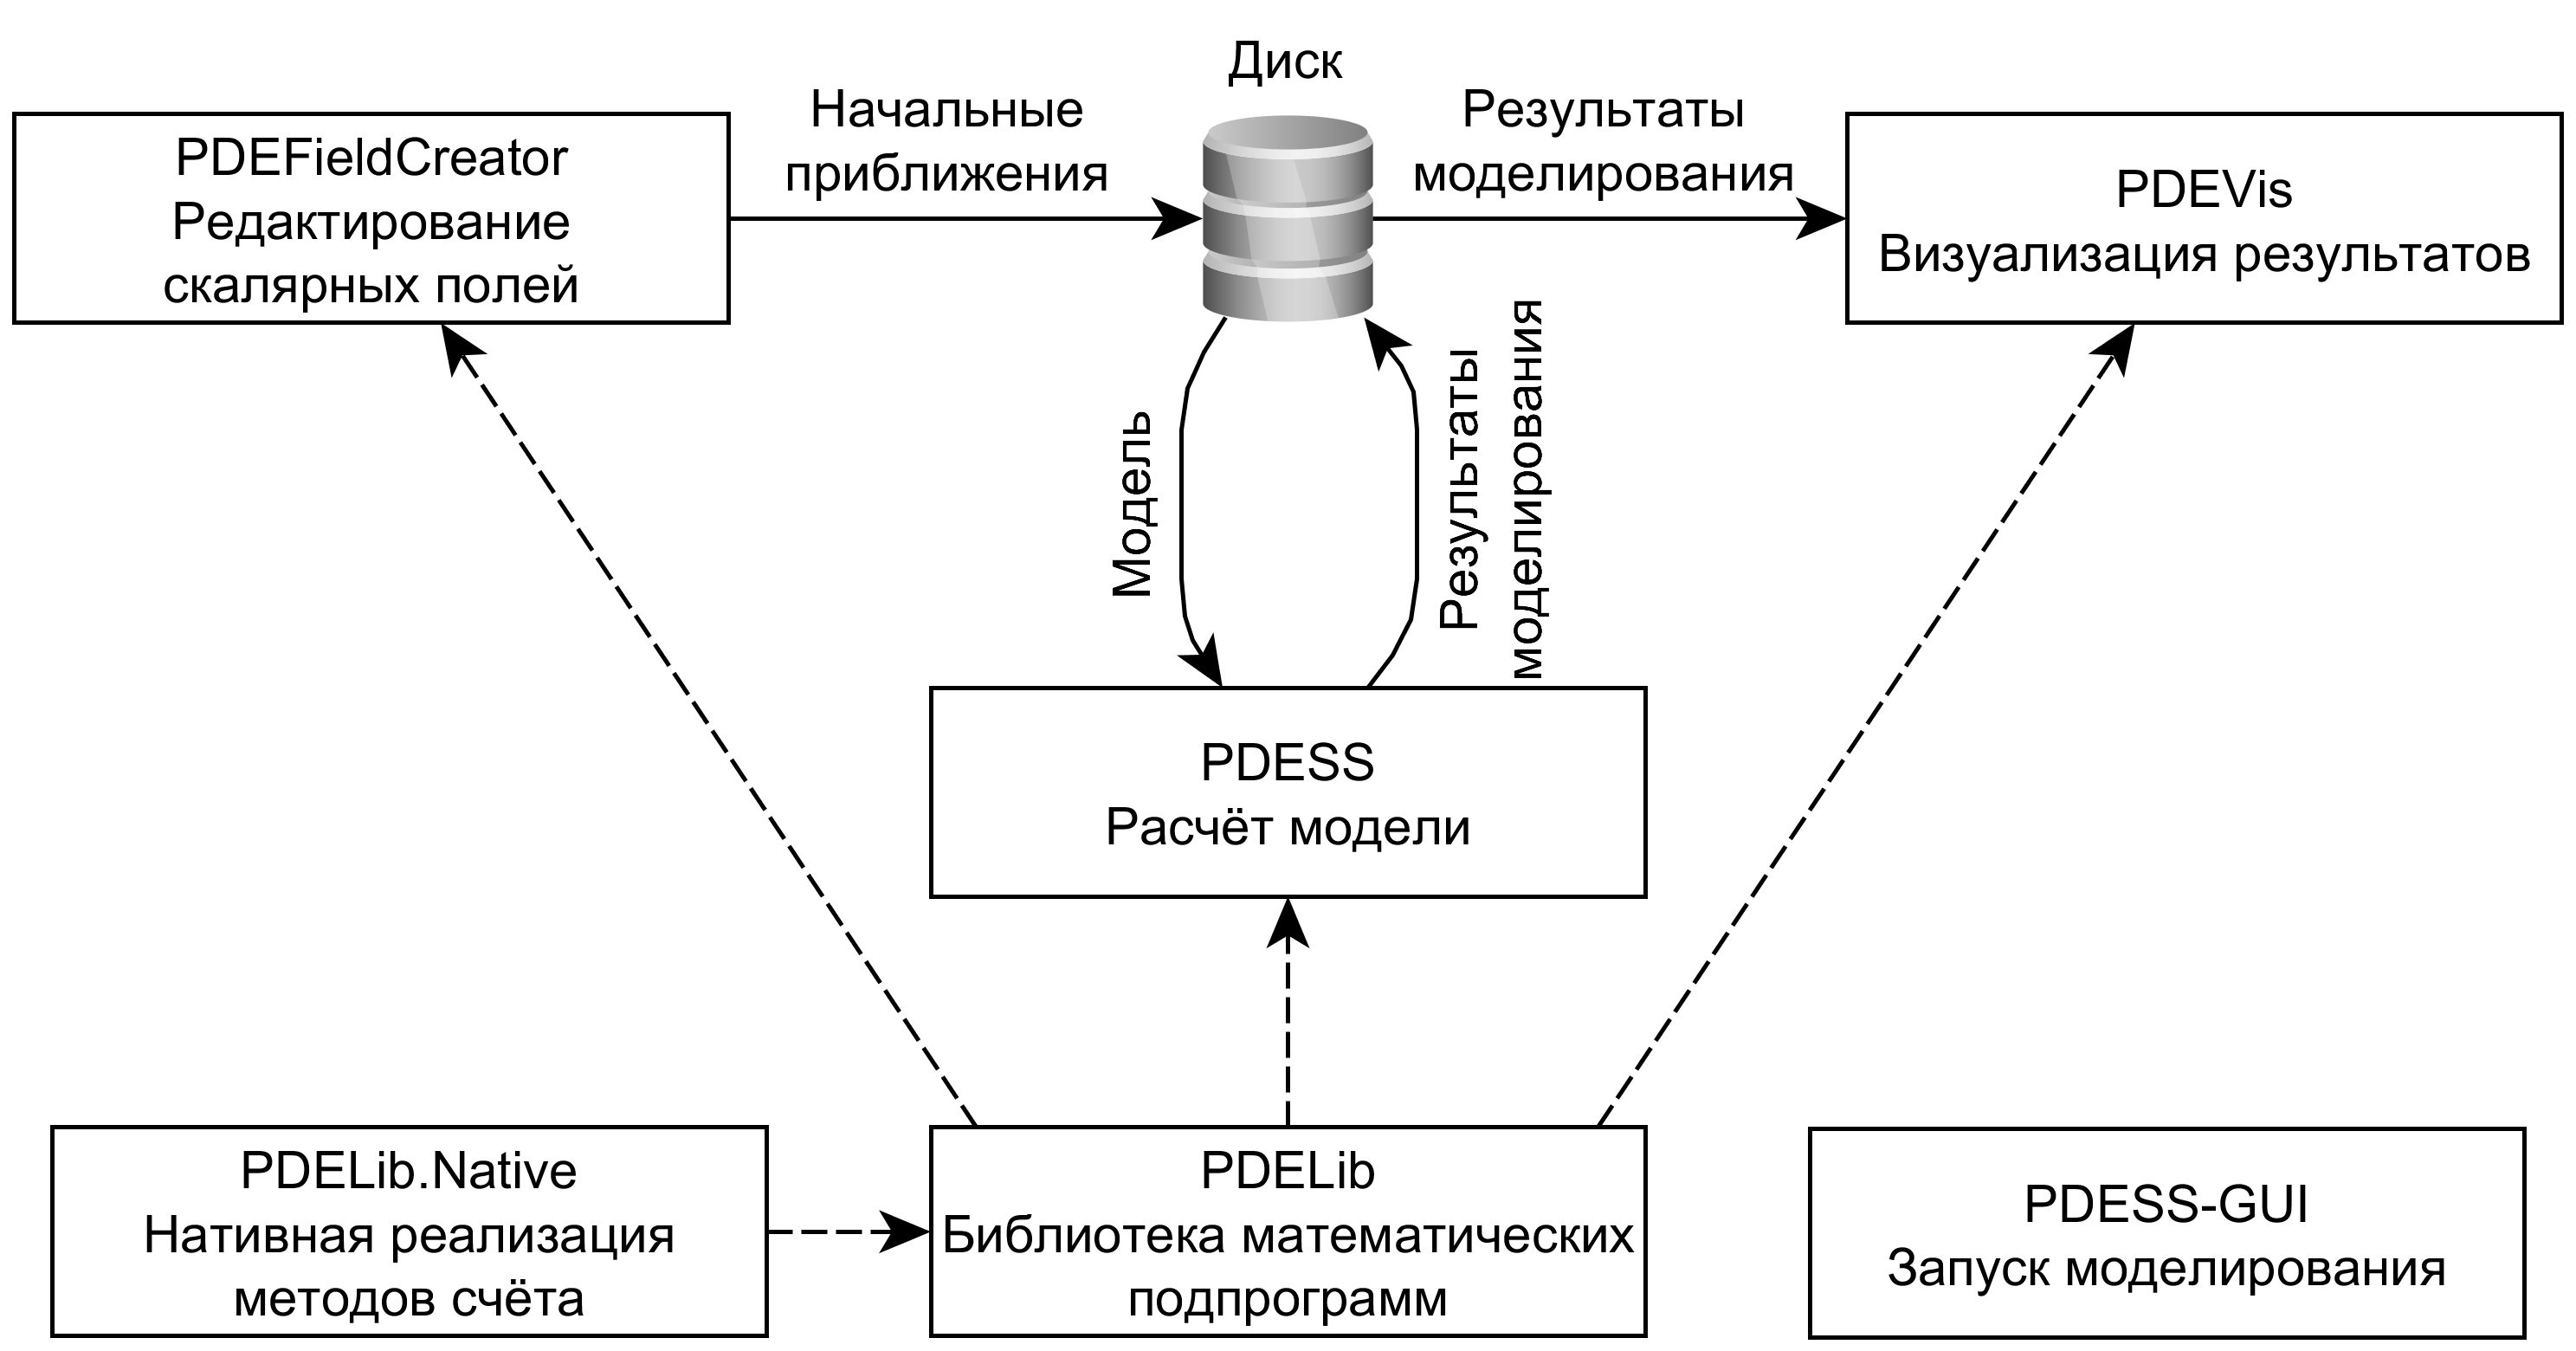 Диск
Начальные
приближения
Результаты
моделирования
PDEFieldCreator
Редактирование
скалярных полей
PDEVis
Визуализация результатов
Модель
Результаты
моделирования
PDESS
Расчёт модели
PDELib.Native
Нативная реализация
методов счёта
PDELib
Библиотека математических
подпрограмм
PDESS-GUI
Запуск моделирования